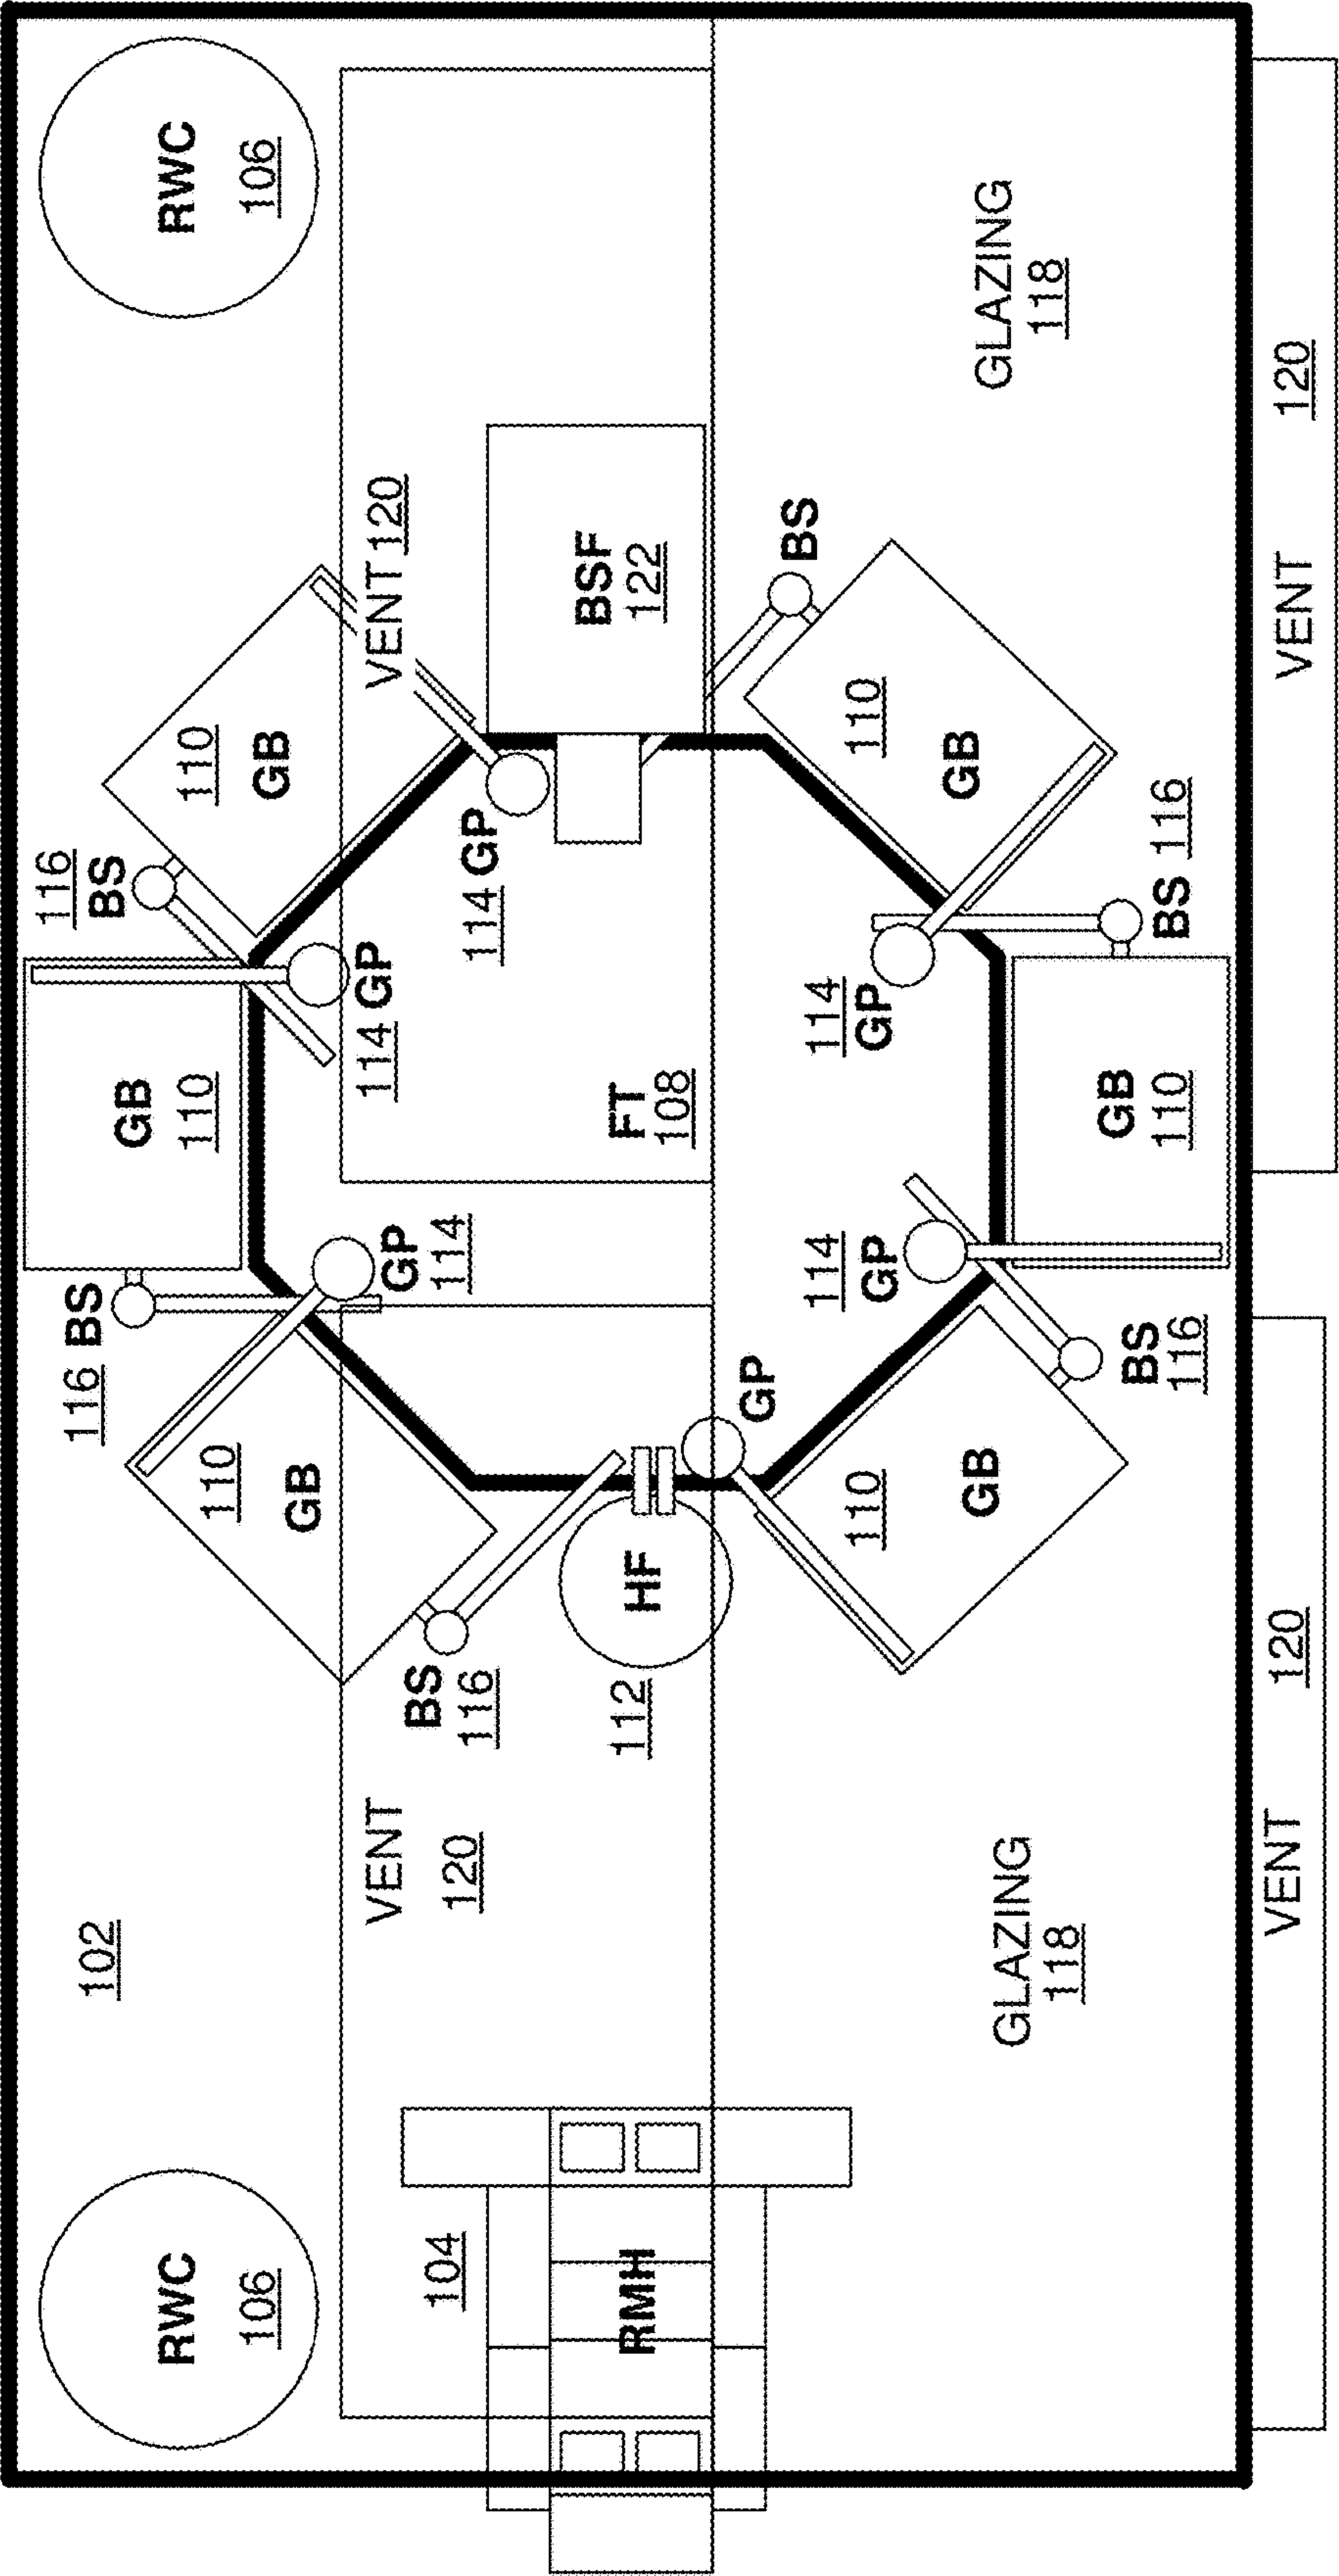 RWC
106
102
RWC
106
116 BS
GB
110
116
BS
110
GB
110
GB
GP
114
114 GP
VENT 120
114 GP
BS
116
VENT
120
104
RMH
112
HF
FT
108
BSF
122
GP
BS
114
GP
114
GP
110
GB
110
GB
GLAZING
118
GLAZING
118
BS
116
GB
110
BS 116
VENT
120
VENT
120